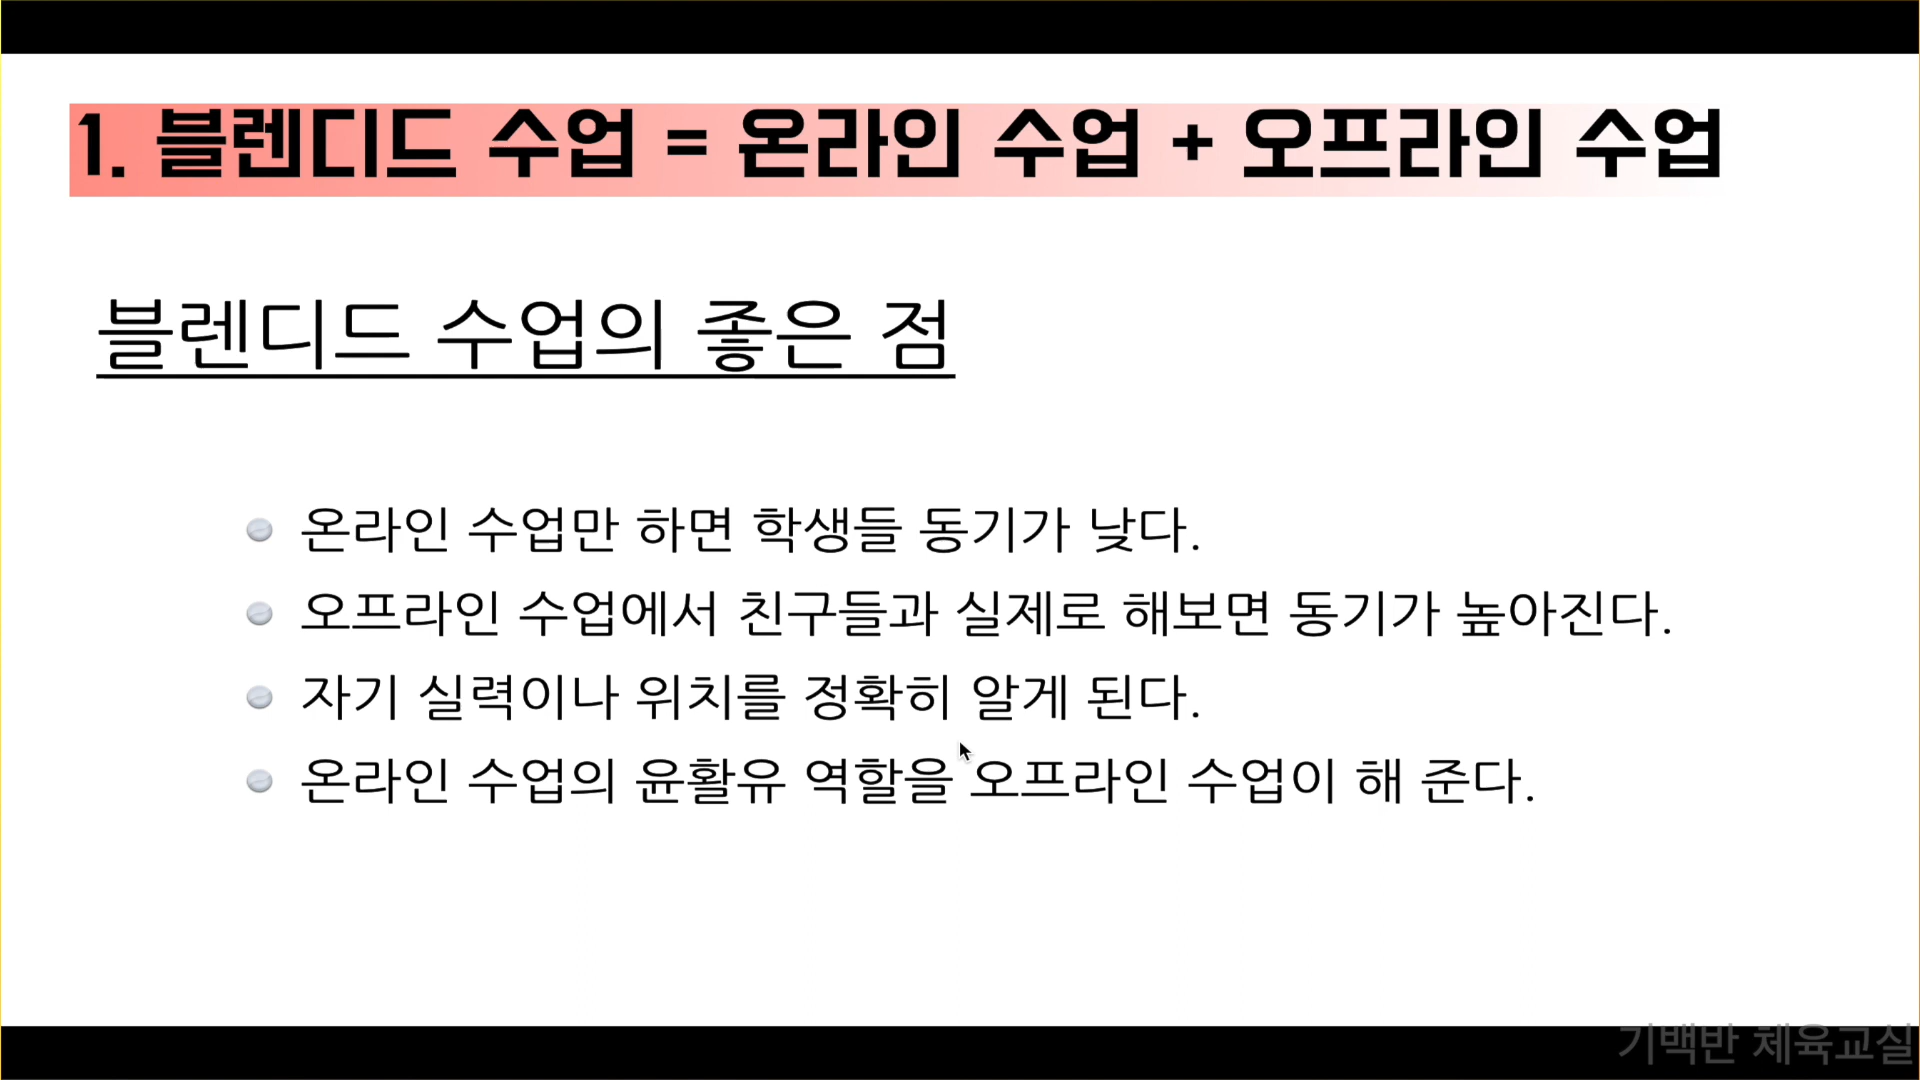 1. 블렌디드 수업 = 온라인 수업 + 오프라인 수업
블렌디드 수업의 좋은 점
온라인 수업만 하면 학생들 동기가 낮다.
오프라인 수업에서 친구들과 실제로 해보면 동기가 높아진다.
자기 실력이나 위치를 정확히 알게 된다.
온라인 수업의 윤활유 역할을 오프라인 수업이 해 준다.
기백반 체육교실